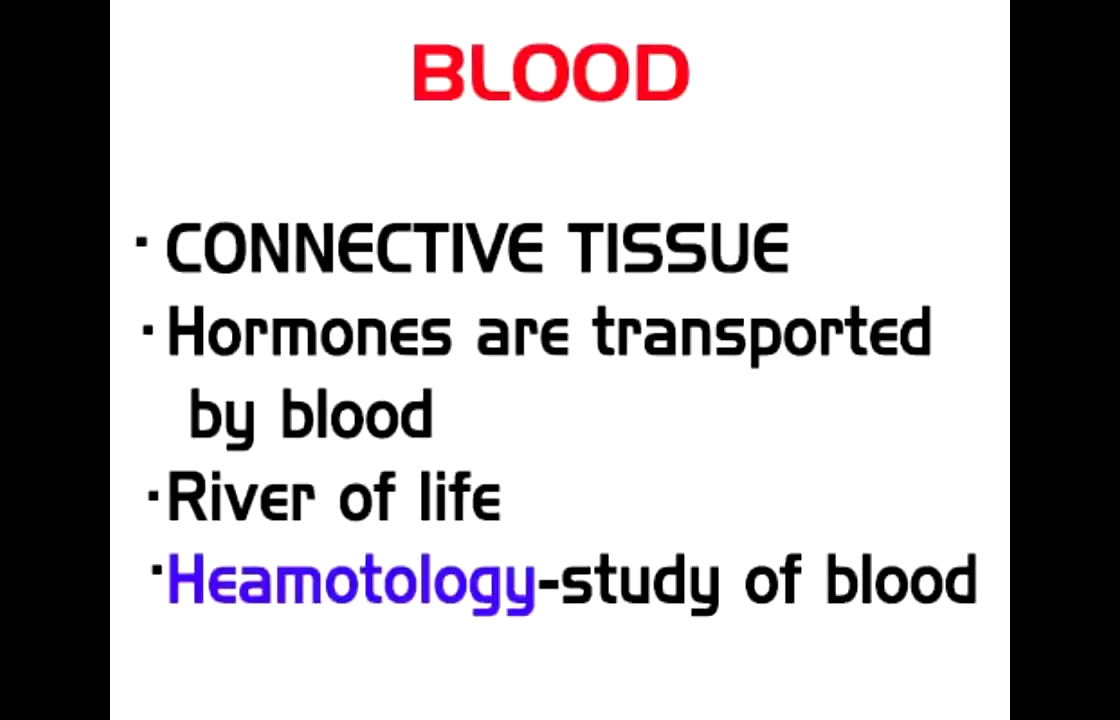 BLOOD
· CONNECTIVE TISSUE
· Hormones are transported
by blood
· River of life
· Heamotology-study of blood